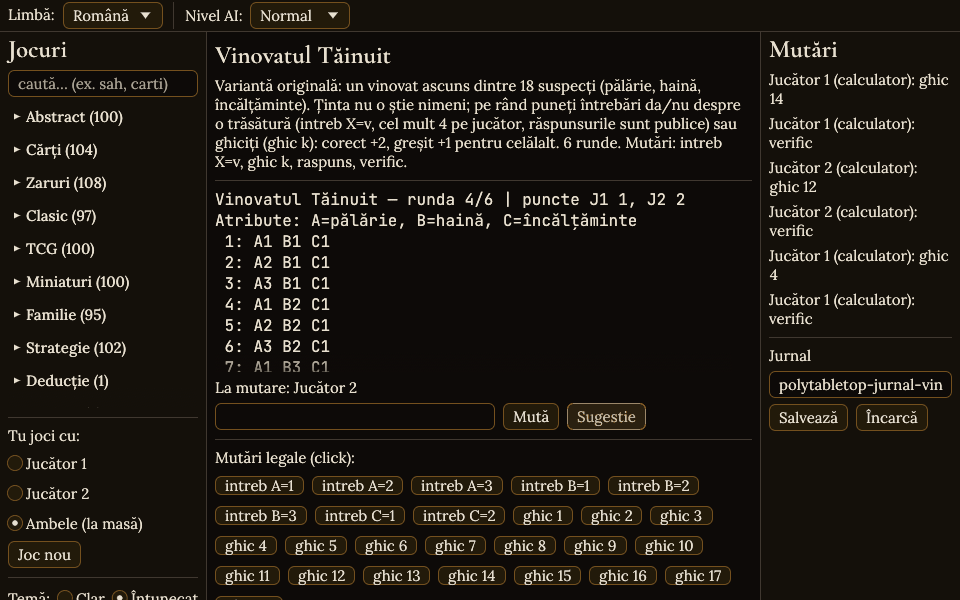 Limbă:
Română
Nivel AI:
Normal
Jocuri
caută... (ex. sah, carti)
Abstract (100)
Cărți (104)
Zaruri (108)
Clasic (97)
TCG (100)
Miniaturi (100)
Familie (95)
Strategie (102)
Deducție (1)
Tu joci cu:
Jucător 1
Jucător 2
Ambele (la masă)
Joc nou
Temă:
Clar
Întunecat
Vinovatul Tăinuit
Variantă originală: un vinovat ascuns dintre 18 suspecți (pălărie, haină,
încălțăminte). Ținta nu o știe nimeni; pe rând puneți întrebări da/nu despre
o trăsătură (intreb X=v, cel mult 4 pe jucător, răspunsurile sunt publice) sau
ghiciți (ghic k): corect +2, greșit +1 pentru celălalt. 6 runde. Mutări: intreb
X=v, ghic k, raspuns, verific.
Vinovatul Tăinuit — runda 4/6 | puncte J1 1, J2 2
Atribute: A=pălărie, B=haină, C=încălțăminte
1: A1 B1 C1
2: A2 B1 C1
3: A3 B1 C1
4: A1 B2 C1
5: A2 B2 C1
6: A3 B2 C1
7: A1 B3 C1
La mutare: Jucător 2
Mută
Sugestie
Mutări legale (click):
intreb A=1 intreb A=2 intreb A=3 intreb B=1 intreb B=2
intreb B=3 intreb C=1 intreb C=2 ghic 1 ghic 2 ghic 3
ghic 4 ghic 5 ghic 6 ghic 7 ghic 8 ghic 9 ghic 10
ghic 11 ghic 12 ghic 13 ghic 14 ghic 15 ghic 16 ghic 17
Mutări
Jucător 1 (calculator): ghic
14
Jucător 1 (calculator):
verific
Jucător 2 (calculator):
ghic 12
Jucător 2 (calculator):
verific
Jucător 1 (calculator): ghic
4
Jucător 1 (calculator):
verific
Jurnal
polytabletop-jurnal-vin
Salvează
Încarcă